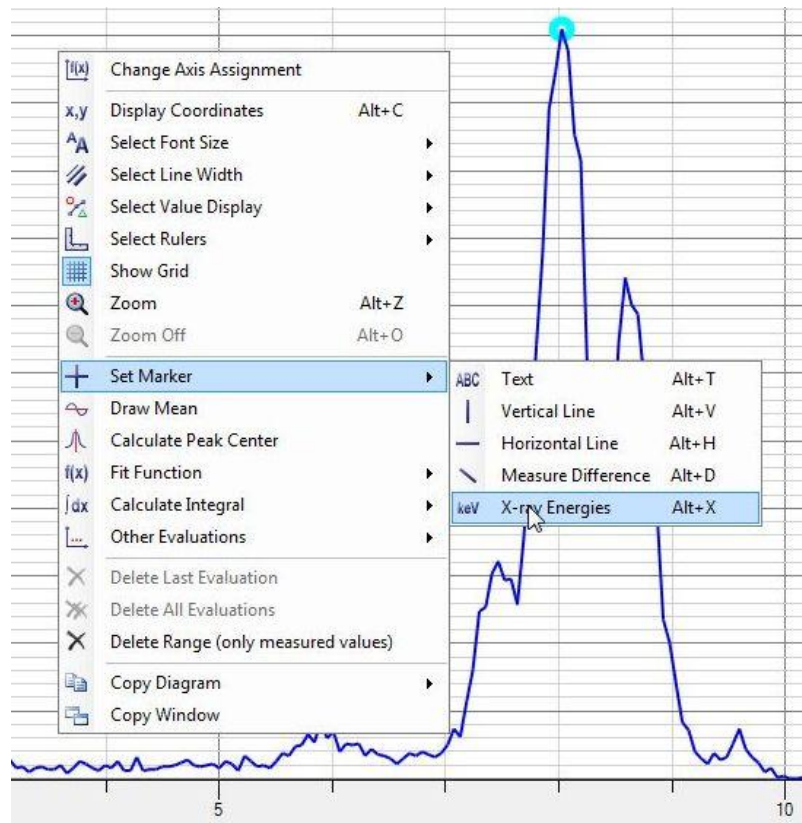 f(x) Change Axis Assignment
x,y Display Coordinates Alt+C
AA Select Font Size
Select Line Width
Select Value Display
Select Rulers
Show Grid
Zoom Alt+Z
Zoom Off Alt+O
Set Marker
Draw Mean
Calculate Peak Center
f(x) Fit Function
∫dx Calculate Integral
... Other Evaluations
Delete Last Evaluation
Delete All Evaluations
Delete Range (only measured values)
Copy Diagram
Copy Window
ABC Text Alt+T
Vertical Line Alt+V
Horizontal Line Alt+H
Measure Difference Alt+D
keV X-ray Energies Alt+X
5 10